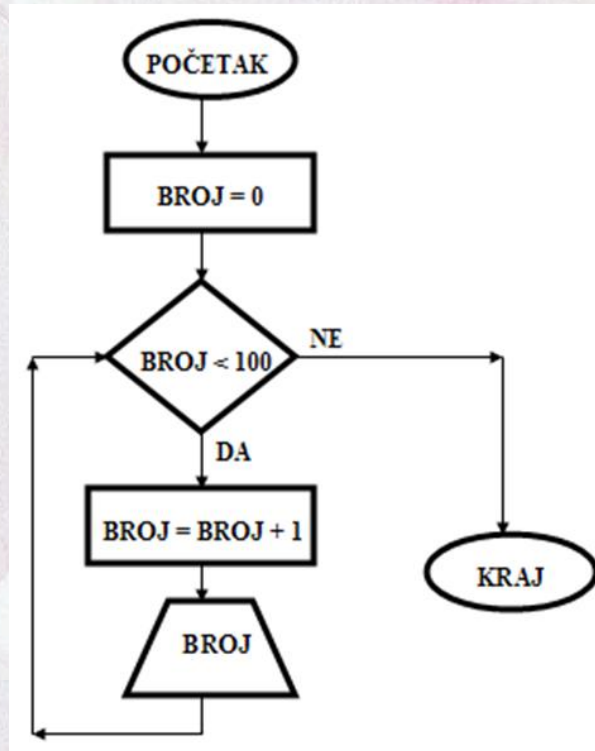 POČETAK
BROJ = 0
BROJ < 100
NE
DA
BROJ = BROJ + 1
BROJ
KRAJ